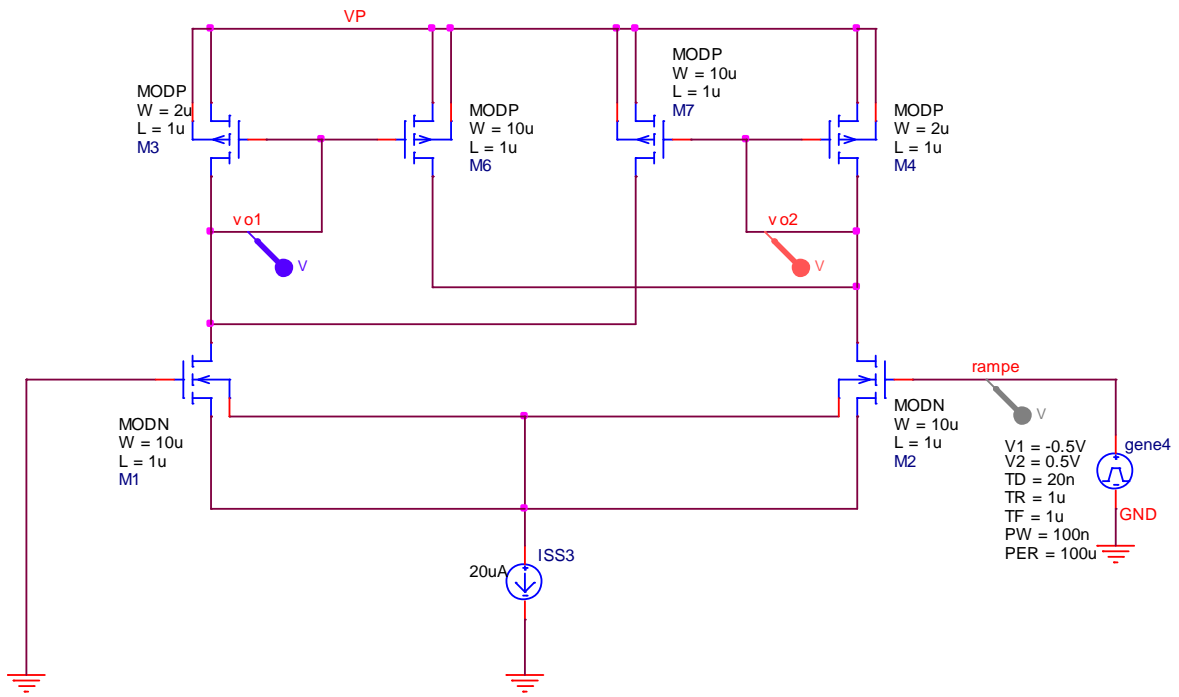 VP
MODP
W = 2u
L = 1u
M3
MODP
W = 10u
L = 1u
M6
MODP
W = 10u
L = 1u
M7
MODP
W = 2u
L = 1u
M4
vo1
V
vo2
V
MODN
W = 10u
L = 1u
M1
MODN
W = 10u
L = 1u
M2
rampe
V
V1 = -0.5V
V2 = 0.5V
TD = 20n
TR = 1u
TF = 1u
PW = 100n
PER = 100u
gene4
GND
ISS3
20uA